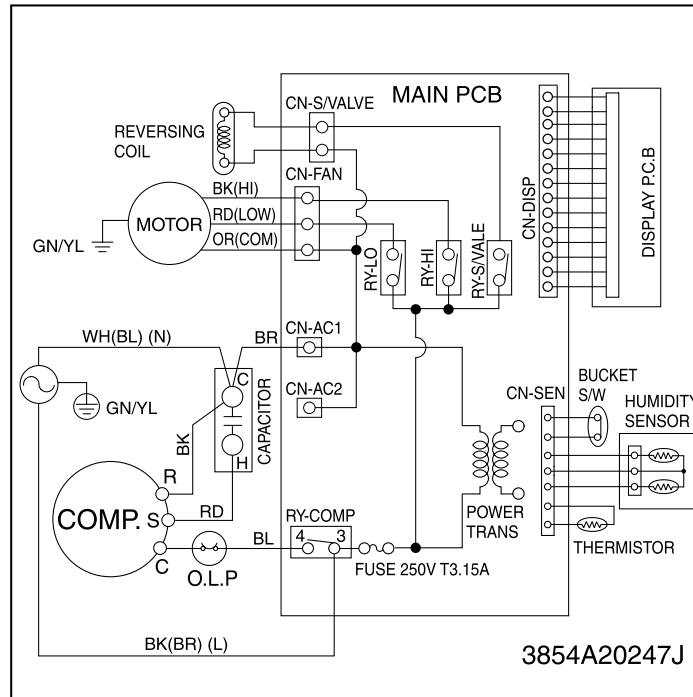 MAIN PCB
CN-S/VALVE
REVERSING
COIL
CN-FAN
BK(HI)
RD(LOW)
OR(COM)
MOTOR
GN/YL
RY-LO
RY-HI
RY-S/VALE
CN-DISP
DISPLAY P.C.B
WH(BL) (N)
BR
CN-AC1
CN-AC2
C
H
CAPACITOR
GN/YL
BK
R
S
C
COMP.
RD
BL
O.L.P
RY-COMP
4 3
FUSE 250V T3.15A
POWER
TRANS
CN-SEN
BUCKET
S/W
HUMIDITY
SENSOR
THERMISTOR
BK(BR) (L)
3854A20247J